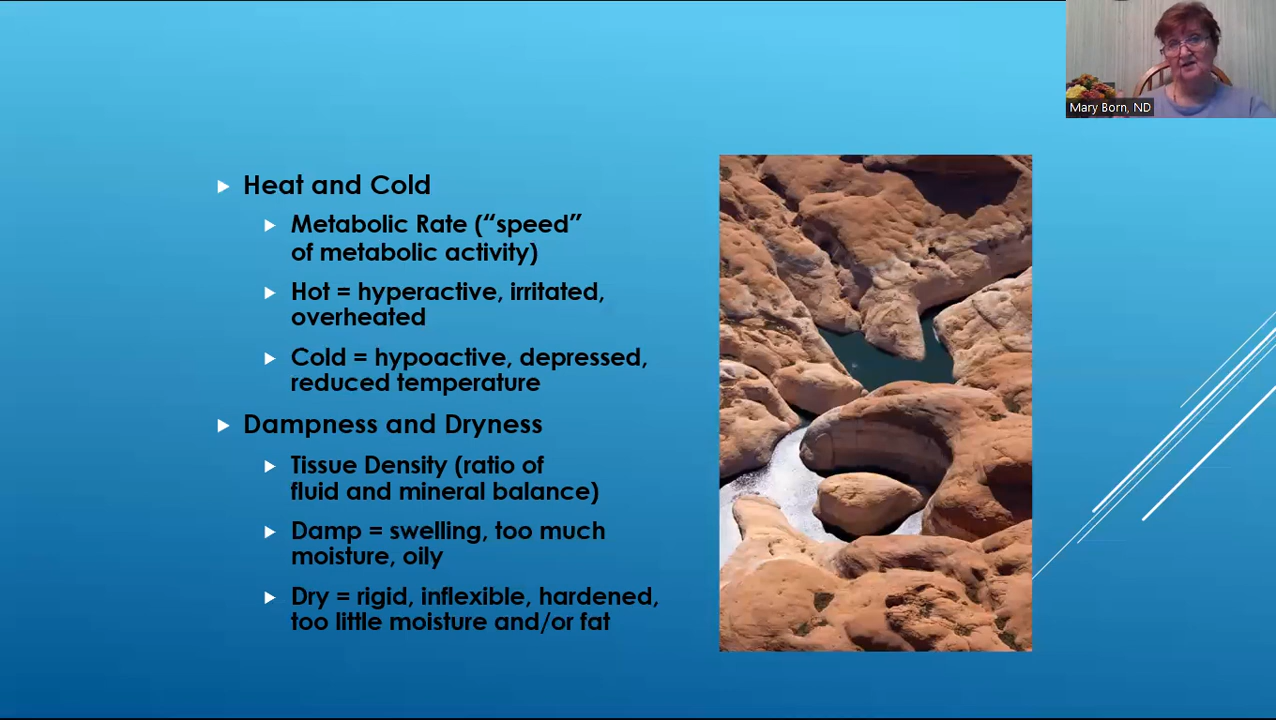 Mary Born, ND
Heat and Cold
Metabolic Rate (“speed”
of metabolic activity)
Hot = hyperactive, irritated,
overheated
Cold = hypoactive, depressed,
reduced temperature
Dampness and Dryness
Tissue Density (ratio of
fluid and mineral balance)
Damp = swelling, too much
moisture, oily
Dry = rigid, inflexible, hardened,
too little moisture and/or fat